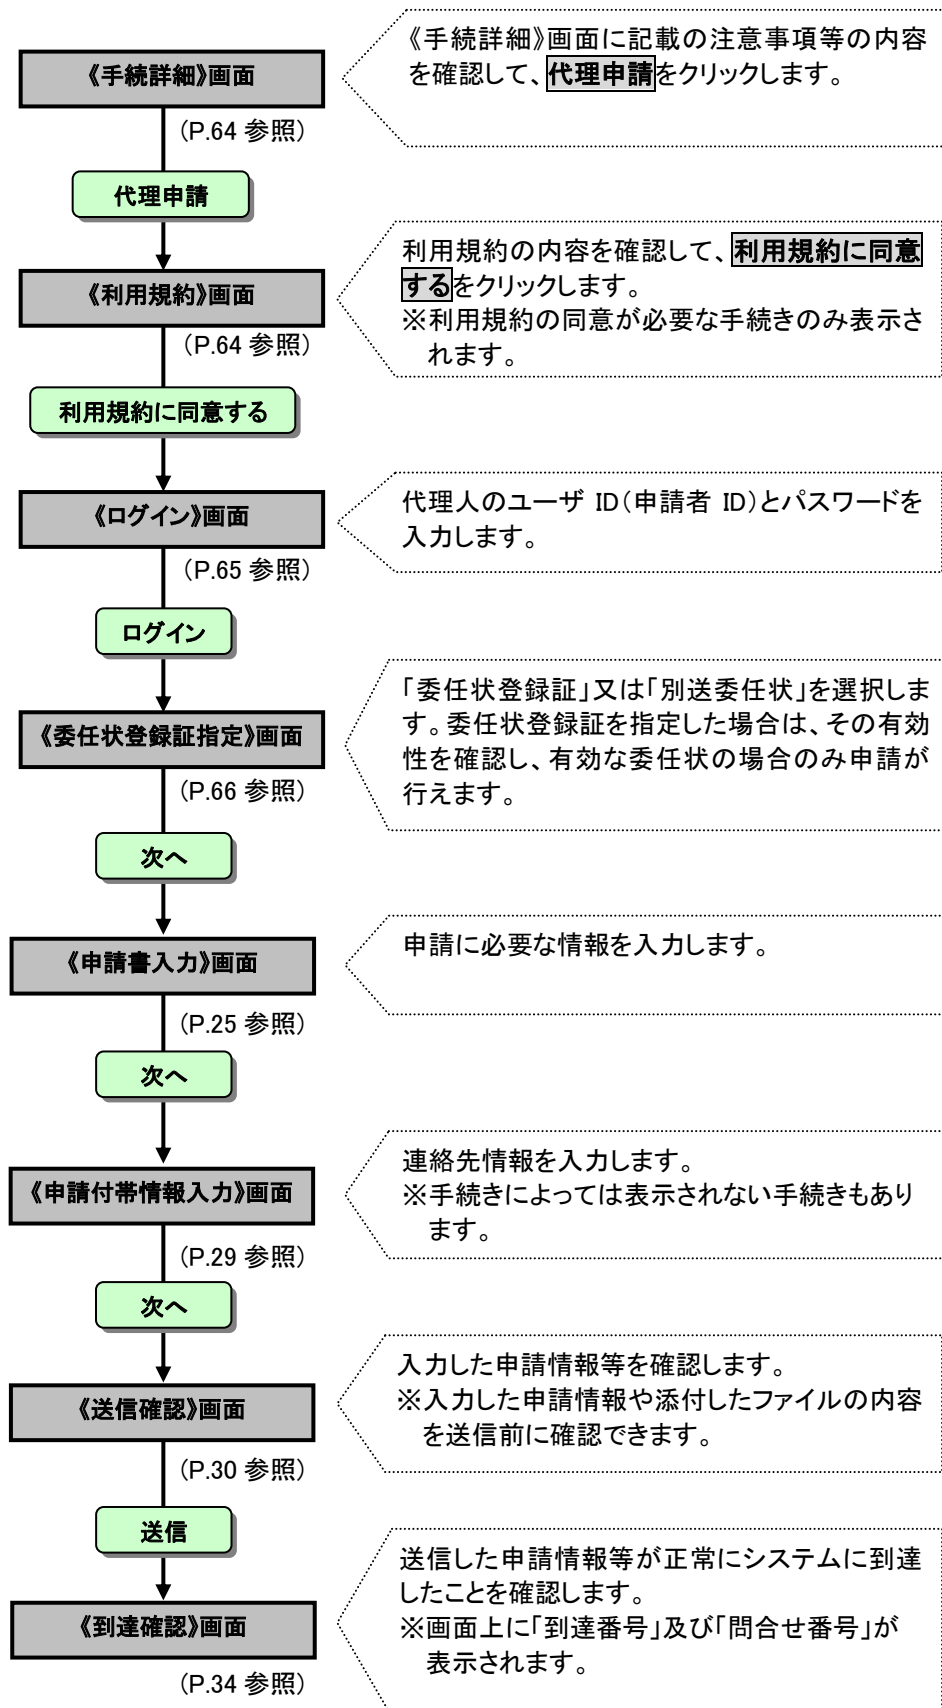 《手続詳細》画面に記載の注意事項等の内容
を確認して、代理申請をクリックします。
《手続詳細》画面
(P.64 参照)
代理申請
利用規約の内容を確認して、利用規約に同意
するをクリックします。
※利用規約の同意が必要な手続きのみ表示さ
れます。
《利用規約》画面
(P.64 参照)
利用規約に同意する
代理人のユーザ ID(申請者 ID)とパスワードを
入力します。
《ログイン》画面
(P.65 参照)
ログイン
「委任状登録証」又は「別送委任状」を選択しま
す。委任状登録証を指定した場合は、その有効
性を確認し、有効な委任状の場合のみ申請が
行えます。
《委任状登録証指定》画面
(P.66 参照)
次へ
申請に必要な情報を入力します。
《申請書入力》画面
(P.25 参照)
次へ
連絡先情報を入力します。
※手続きによっては表示されない手続きもあり
ます。
《申請付帯情報入力》画面
(P.29 参照)
次へ
入力した申請情報等を確認します。
※入力した申請情報や添付したファイルの内容
を送信前に確認できます。
《送信確認》画面
(P.30 参照)
送信
送信した申請情報等が正常にシステムに到達
したことを確認します。
※画面上に「到達番号」及び「問合せ番号」が
表示されます。
《到達確認》画面
(P.34 参照)